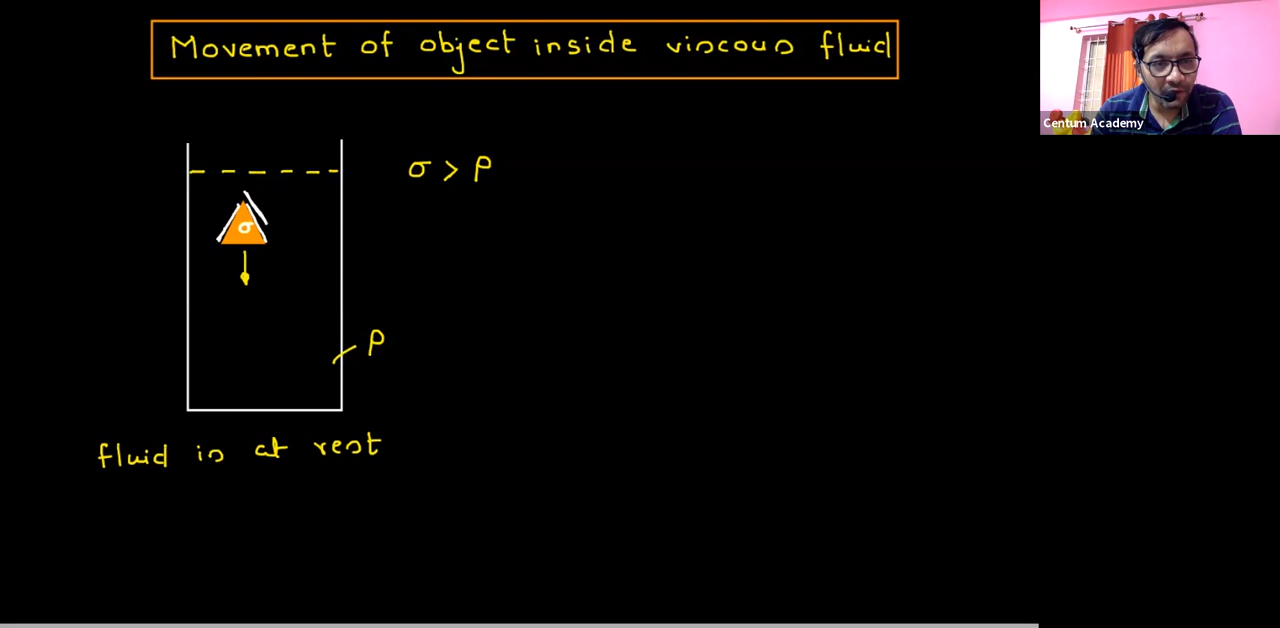 Movement of object inside viscous fluid
Centum Academy
σ > ρ
σ
ρ
fluid is at rest